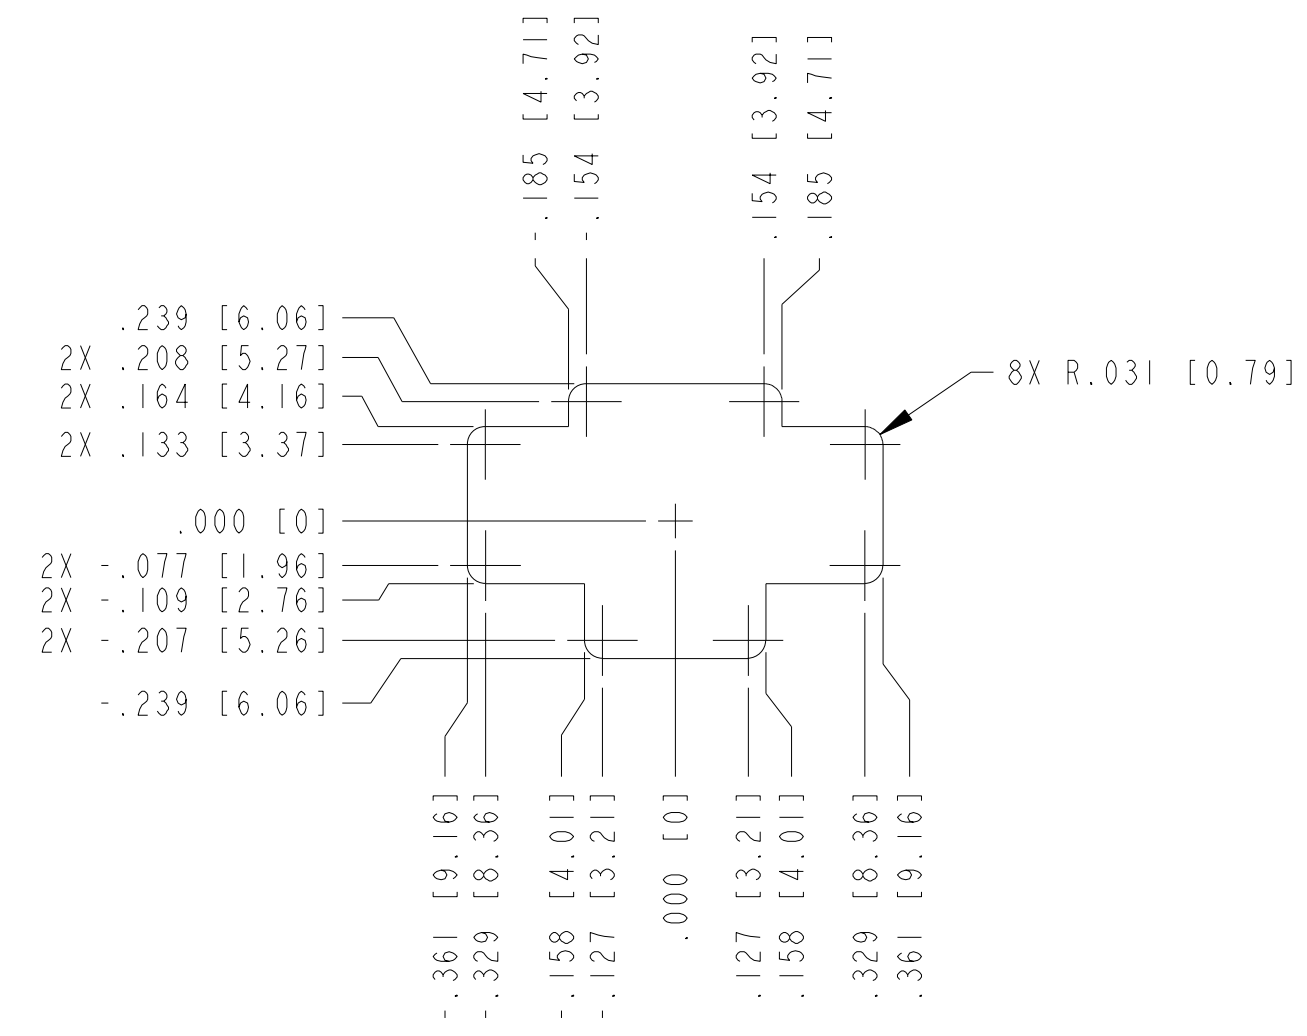 -.185 [4.71]
-.154 [3.92]
.154 [3.92]
.185 [4.71]
.239 [6.06]
2X .208 [5.27]
2X .164 [4.16]
2X .133 [3.37]
.000 [0]
2X -.077 [1.96]
2X -.109 [2.76]
2X -.207 [5.26]
-.239 [6.06]
8X R.031 [0.79]
-.361 [9.16]
-.329 [8.36]
-.158 [4.01]
-.127 [3.21]
.000 [0]
.127 [3.21]
.158 [4.01]
.329 [8.36]
.361 [9.16]